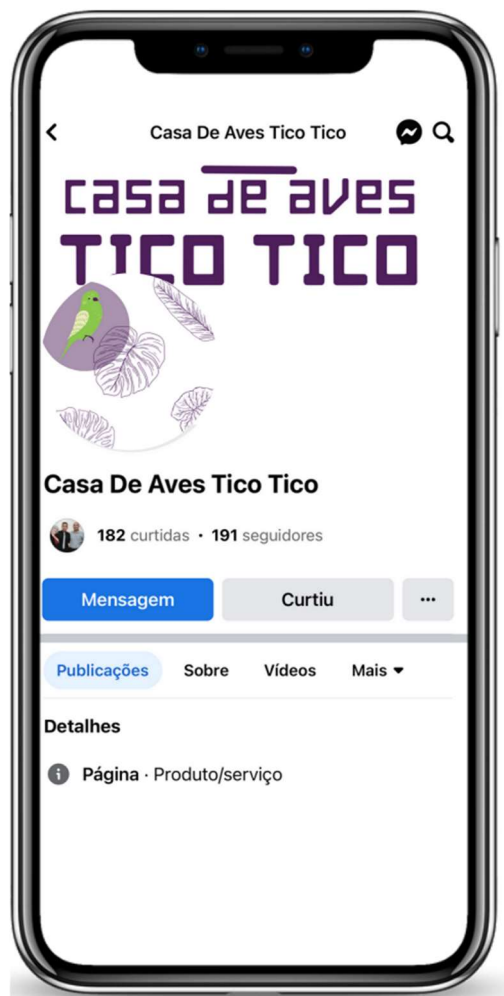 Casa De Aves Tico Tico
casa de aves
TICO TICO
Casa De Aves Tico Tico
182 curtidas · 191 seguidores
Mensagem
Curtiu
...
Publicações
Sobre
Vídeos
Mais
Detalhes
Página · Produto/serviço